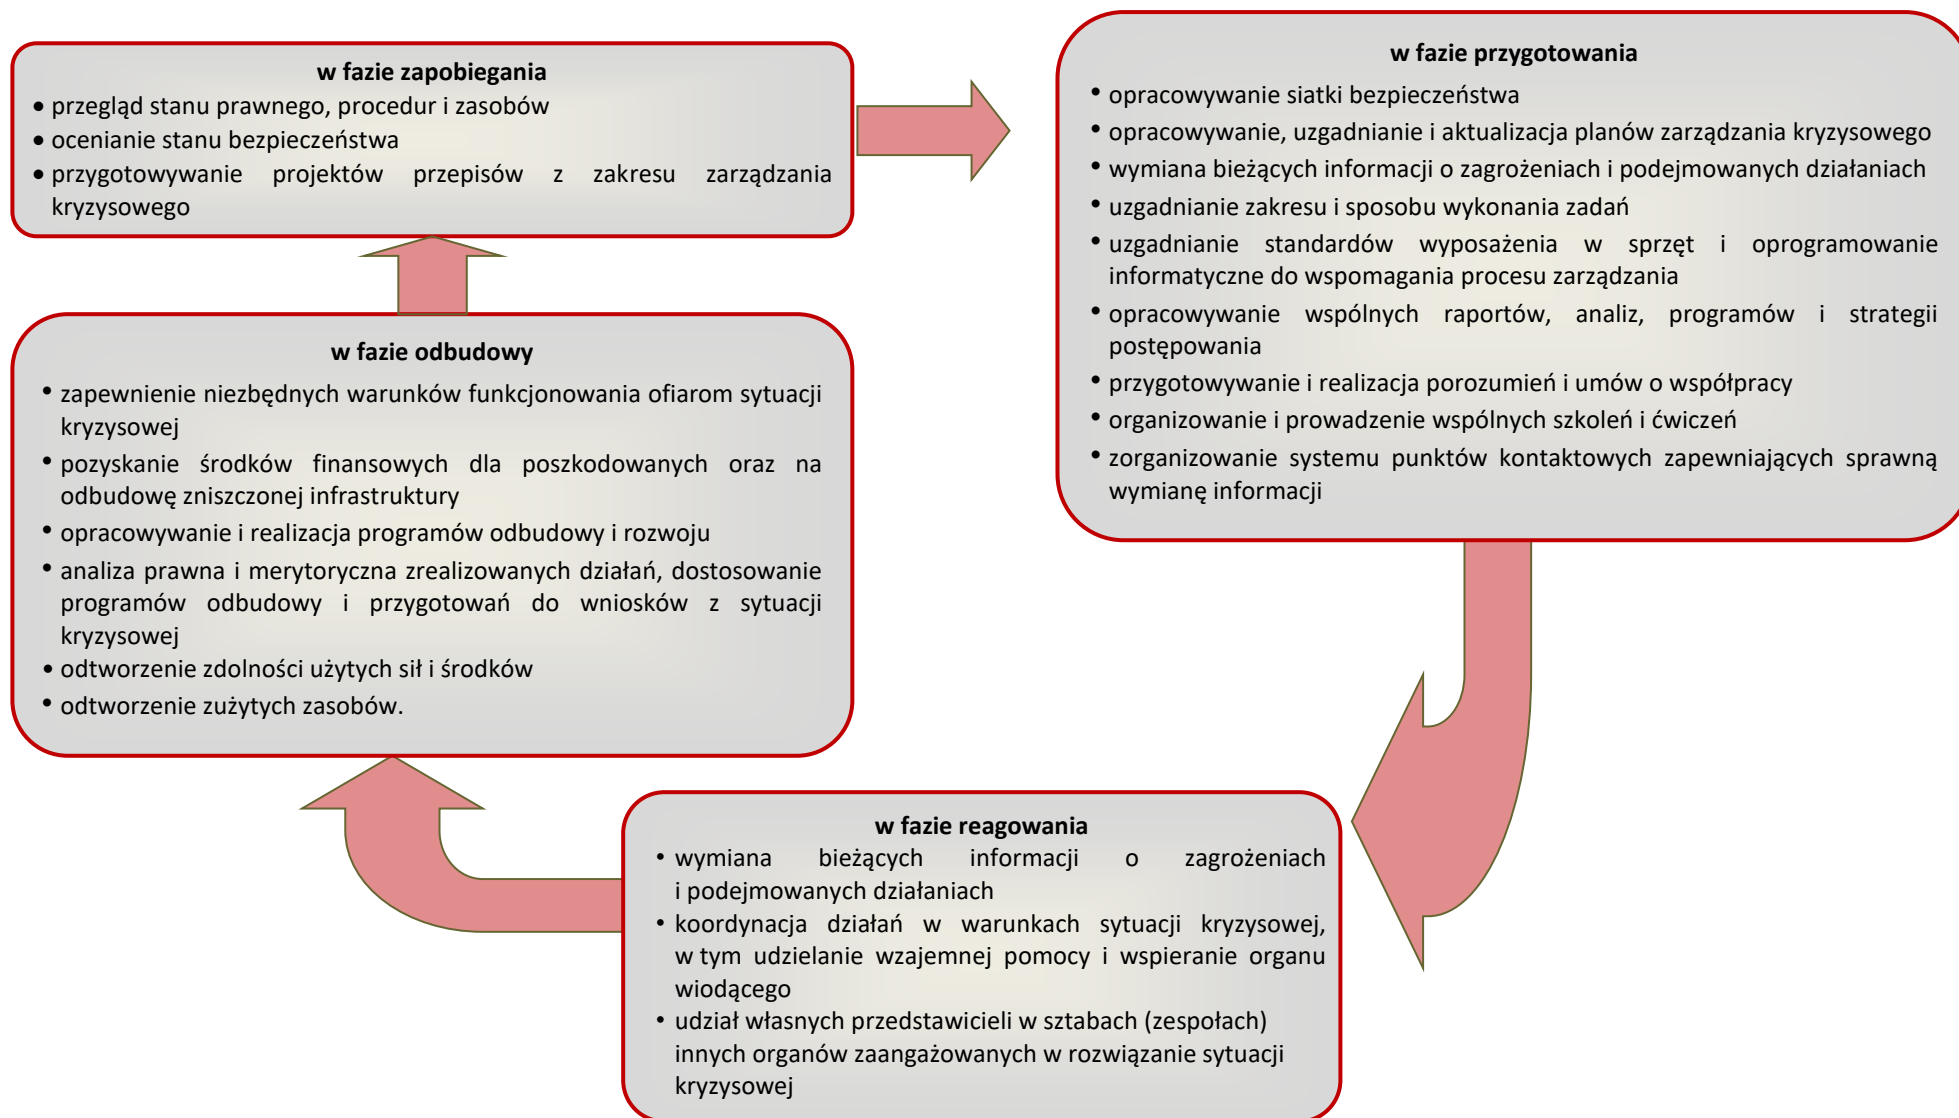 w fazie zapobiegania
• przegląd stanu prawnego, procedur i zasobów
• ocenianie stanu bezpieczeństwa
• przygotowywanie projektów przepisów z zakresu zarządzania
kryzysowego
w fazie przygotowania
• opracowywanie siatki bezpieczeństwa
• opracowywanie, uzgadnianie i aktualizacja planów zarządzania kryzysowego
• wymiana bieżących informacji o zagrożeniach i podejmowanych działaniach
• uzgadnianie zakresu i sposobu wykonania zadań
• uzgadnianie standardów wyposażenia w sprzęt i oprogramowanie
informatyczne do wspomagania procesu zarządzania
• opracowywanie wspólnych raportów, analiz, programów i strategii
postępowania
• przygotowywanie i realizacja porozumień i umów o współpracy
• organizowanie i prowadzenie wspólnych szkoleń i ćwiczeń
• zorganizowanie systemu punktów kontaktowych zapewniających sprawną
wymianę informacji
w fazie reagowania
• wymiana bieżących informacji o zagrożeniach
i podejmowanych działaniach
• koordynacja działań w warunkach sytuacji kryzysowej,
w tym udzielanie wzajemnej pomocy i wspieranie organu
wiodącego
• udział własnych przedstawicieli w sztabach (zespołach)
innych organów zaangażowanych w rozwiązanie sytuacji
kryzysowej
w fazie odbudowy
• zapewnienie niezbędnych warunków funkcjonowania ofiarom sytuacji
kryzysowej
• pozyskanie środków finansowych dla poszkodowanych oraz na
odbudowę zniszczonej infrastruktury
• opracowywanie i realizacja programów odbudowy i rozwoju
• analiza prawna i merytoryczna zrealizowanych działań, dostosowanie
programów odbudowy i przygotowań do wniosków z sytuacji
kryzysowej
• odtworzenie zdolności użytych sił i środków
• odtworzenie zużytych zasobów.